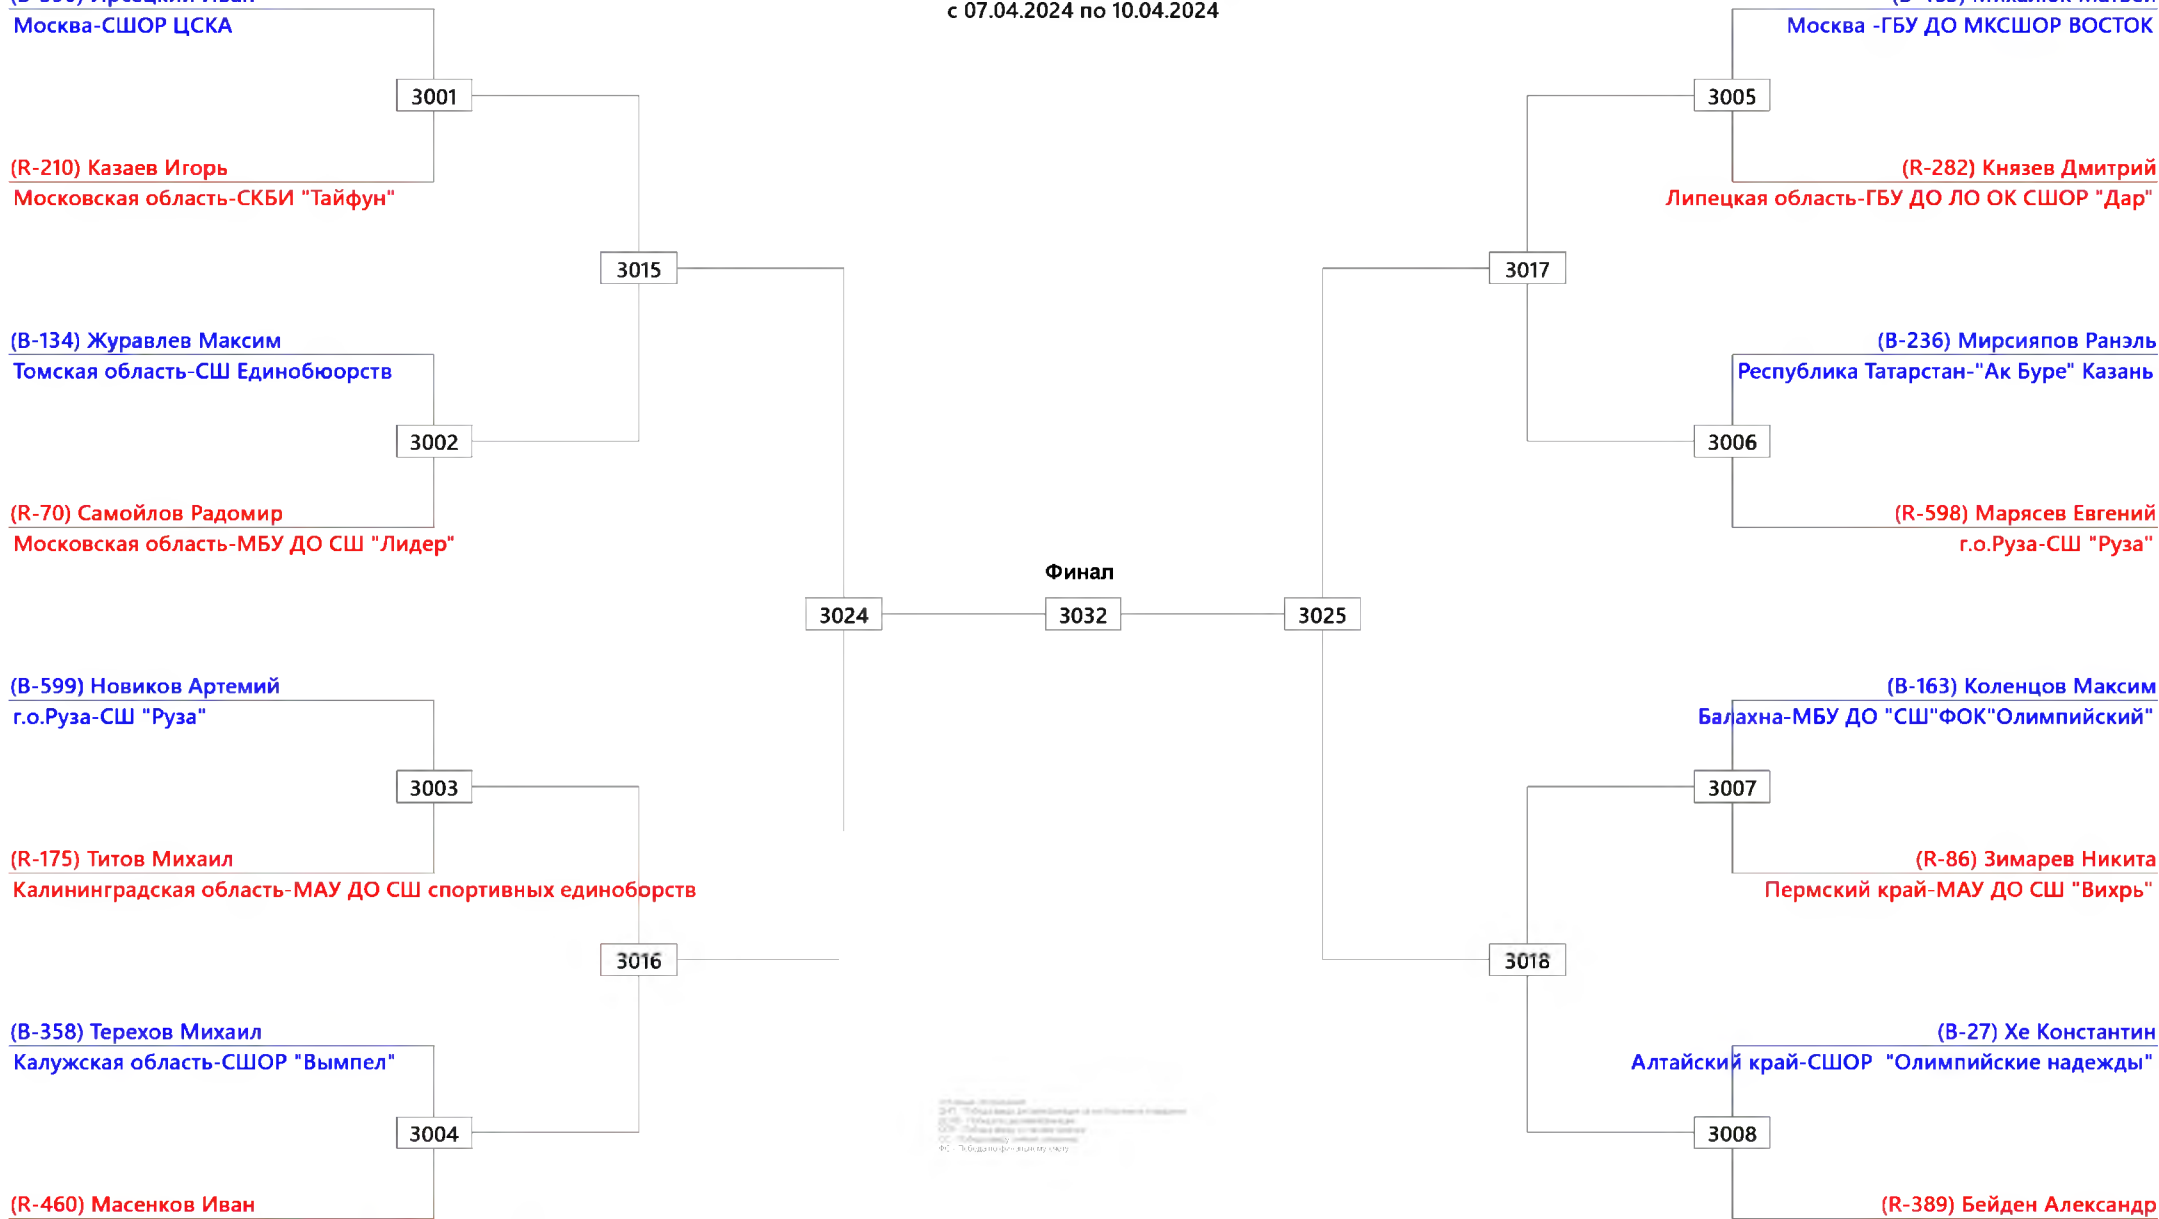 с 07.04.2024 по 10.04.2024
Москва-СШОР ЦСКА
3001
(R-210) Казаев Игорь
Московская область-СКБИ "Тайфун"
3015
(B-134) Журавлев Максим
Томская область-СШ Единобюорств
3002
(R-70) Самойлов Радомир
Московская область-МБУ ДО СШ "Лидер"
3024
(B-599) Новиков Артемий
г.о.Руза-СШ "Руза"
3003
(R-175) Титов Михаил
Калининградская область-МАУ ДО СШ спортивных единоборств
3016
(B-358) Терехов Михаил
Калужская область-СШОР "Вымпел"
3004
(R-460) Масенков Иван
Финал
3032
Москва -ГБУ ДО МКСШОР ВОСТОК
3005
(R-282) Князев Дмитрий
Липецкая область-ГБУ ДО ЛО ОК СШОР "Дар"
3017
(B-236) Мирсияпов Ранэль
Республика Татарстан-"Ак Буре" Казань
3006
(R-598) Марясев Евгений
г.о.Руза-СШ "Руза"
3025
(B-163) Коленцов Максим
Балахна-МБУ ДО "СШ"ФОК"Олимпийский"
3007
(R-86) Зимарев Никита
Пермский край-МАУ ДО СШ "Вихрь"
3018
(B-27) Хе Константин
Алтайский край-СШОР "Олимпийские надежды"
3008
(R-389) Бейден Александр